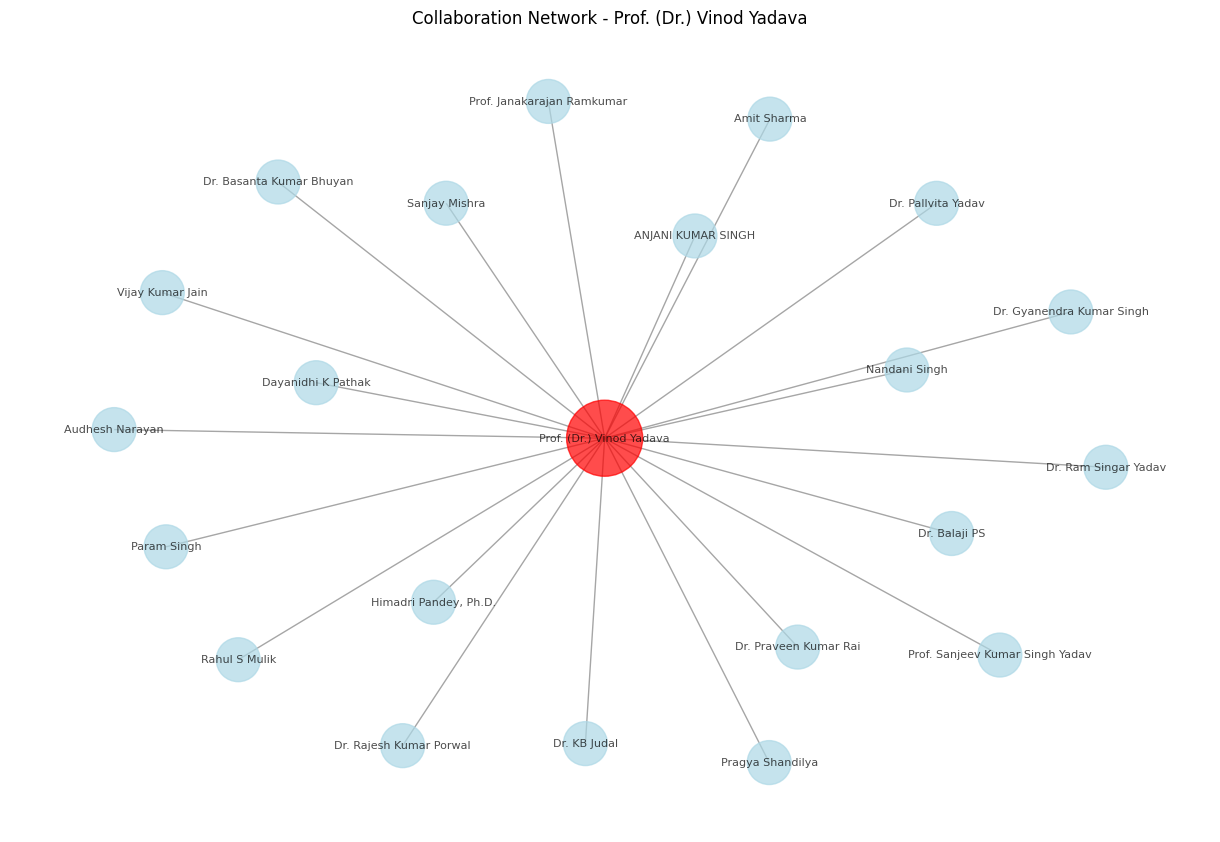 Collaboration Network - Prof. (Dr.) Vinod Yadava
Prof. Janakarajan Ramkumar
Amit Sharma
Dr. Basanta Kumar Bhuyan
Sanjay Mishra
Dr. Pallvita Yadav
ANJANI KUMAR SINGH
Vijay Kumar Jain
Dr. Gyanendra Kumar Singh
Nandani Singh
Dayanidhi K Pathak
Audhesh Narayan
Prof. (Dr.) Vinod Yadava
Dr. Ram Singar Yadav
Dr. Balaji PS
Param Singh
Himadri Pandey, Ph.D.
Dr. Praveen Kumar Rai
Prof. Sanjeev Kumar Singh Yadav
Rahul S Mulik
Dr. Rajesh Kumar Porwal
Dr. KB Judal
Pragya Shandilya